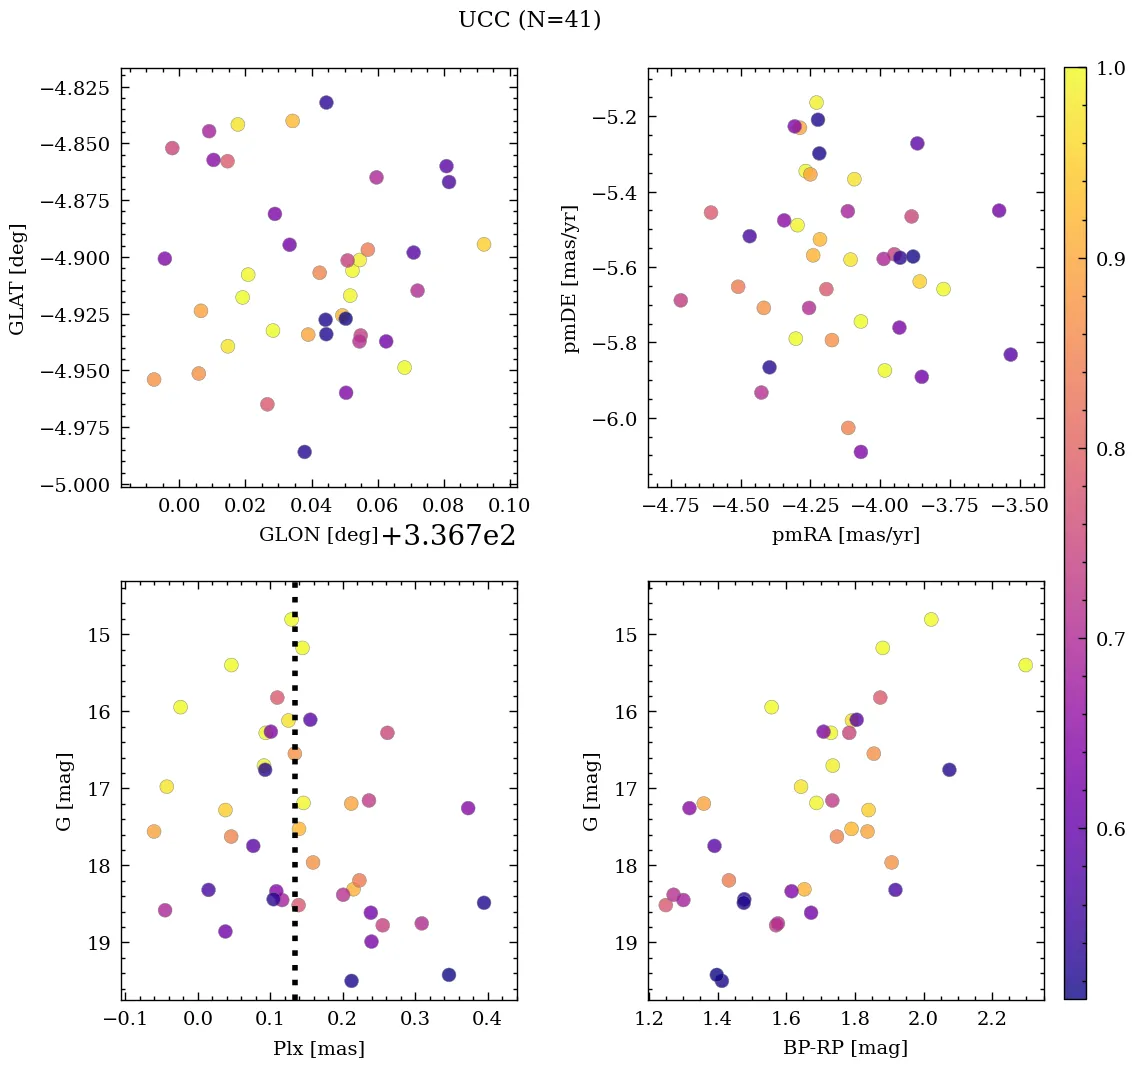 UCC (N=41)
−4.825
−4.850
−4.875
−4.900
−4.925
−4.950
−4.975
−5.000
GLAT [deg]
0.00 0.02 0.04 0.06 0.08 0.10
GLON [deg] +3.367e2
−5.2
−5.4
−5.6
−5.8
−6.0
pmDE [mas/yr]
−4.75 −4.50 −4.25 −4.00 −3.75 −3.50
pmRA [mas/yr]
15
16
17
18
19
G [mag]
−0.1 0.0 0.1 0.2 0.3 0.4
Plx [mas]
15
16
17
18
19
G [mag]
1.2 1.4 1.6 1.8 2.0 2.2
BP-RP [mag]
1.0
0.9
0.8
0.7
0.6